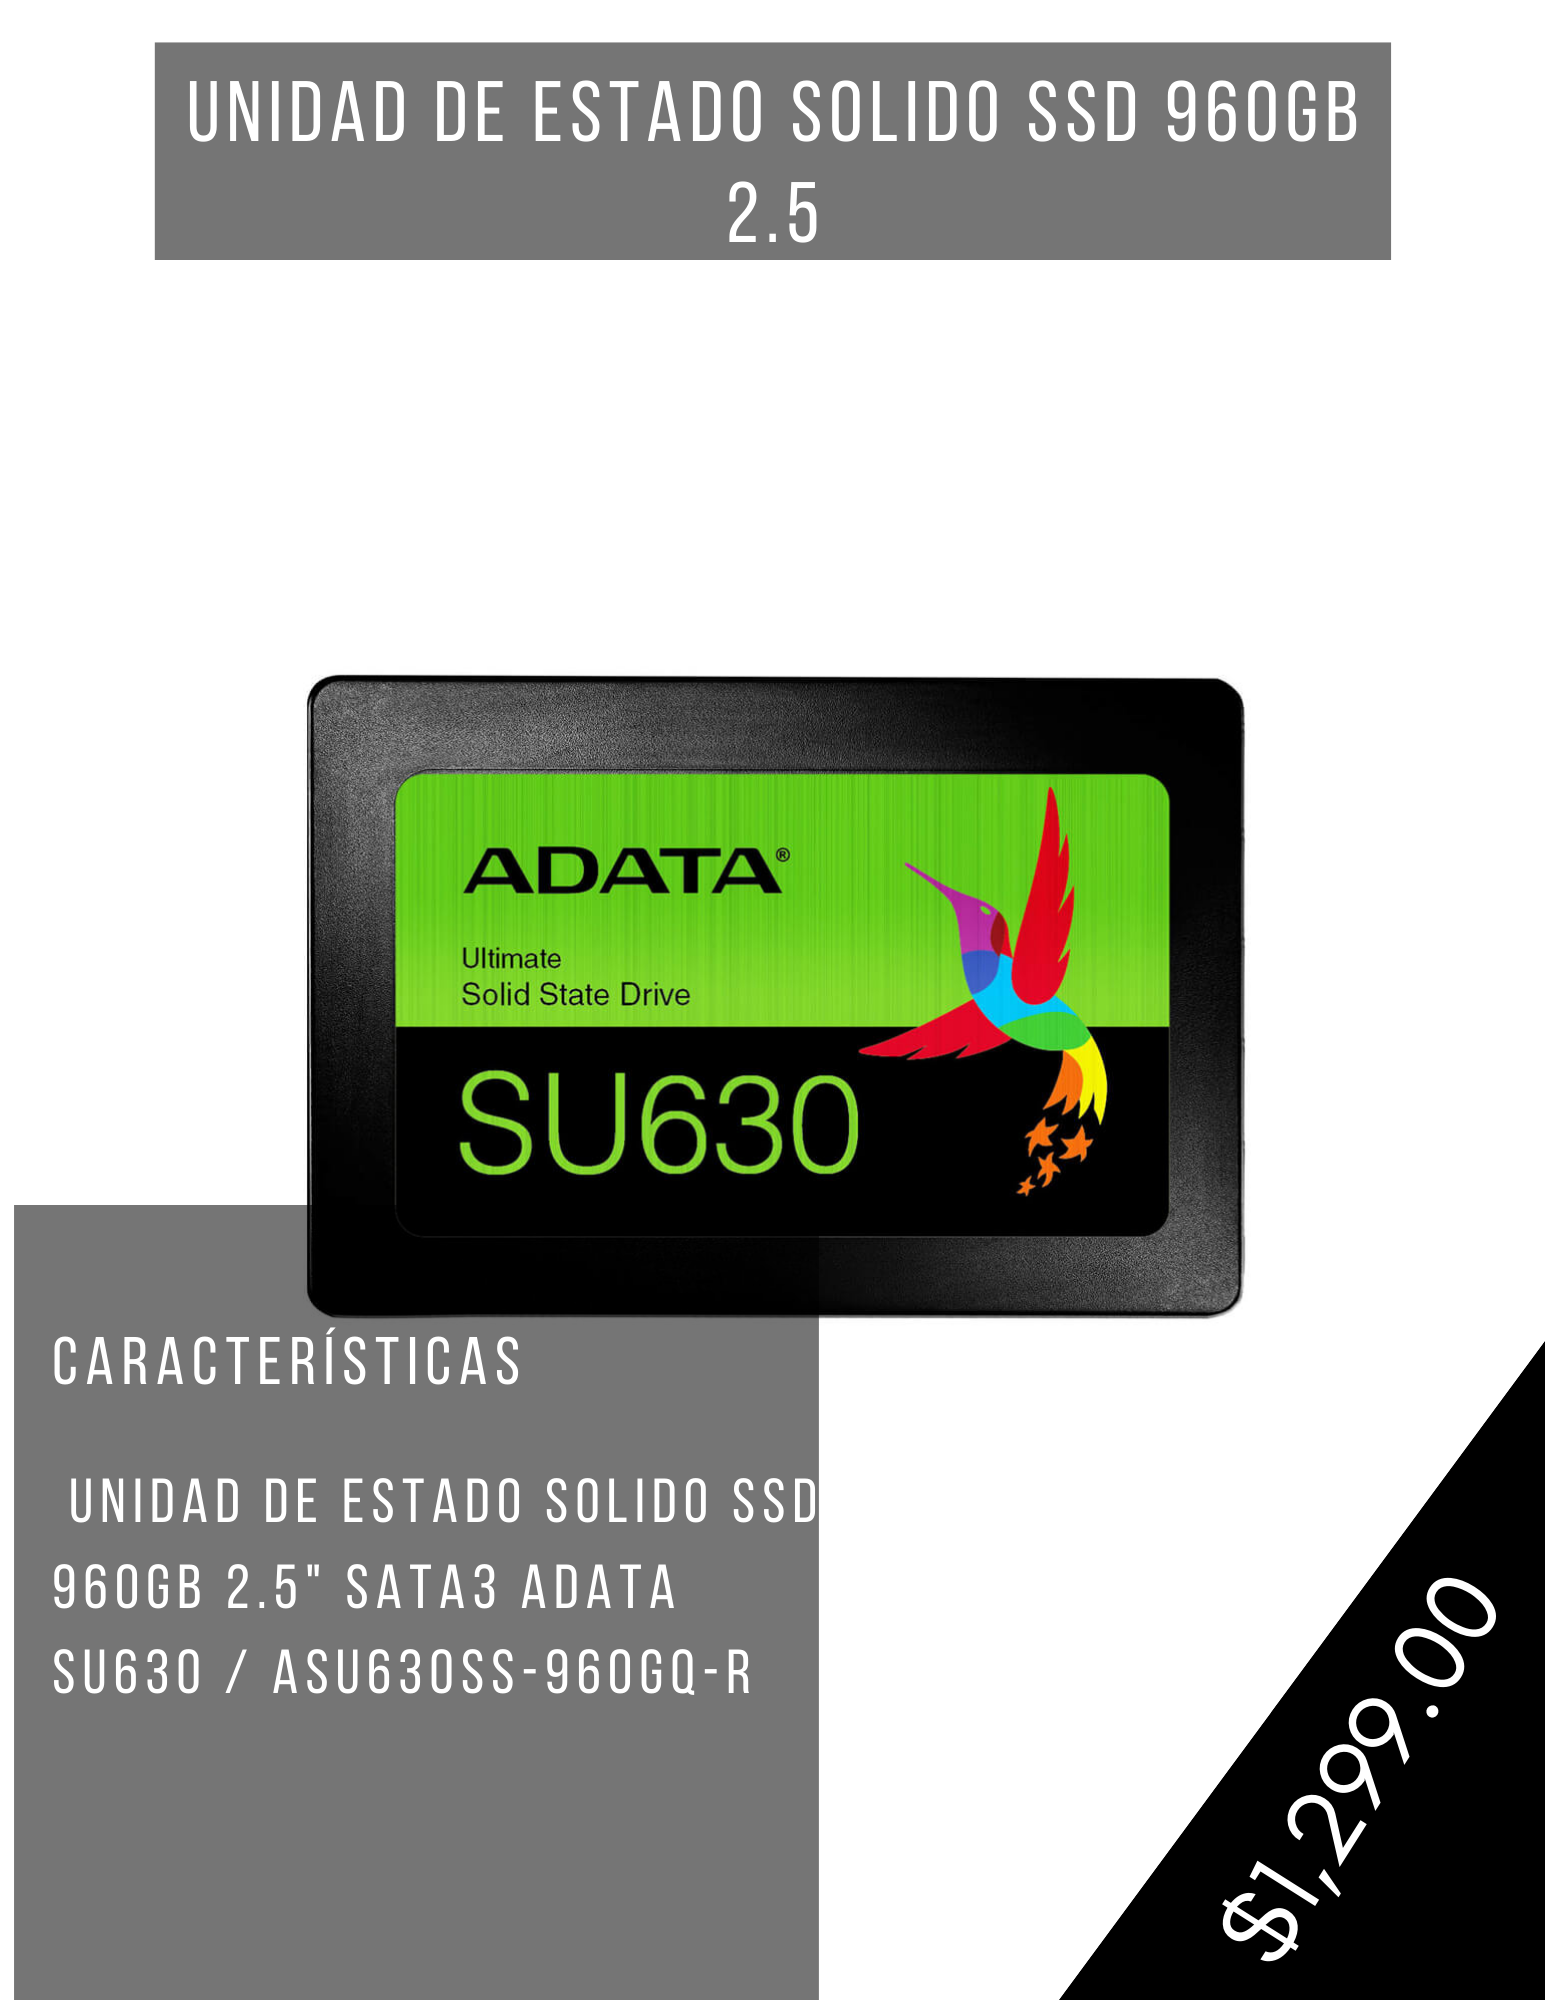 UNIDAD DE ESTADO SOLIDO SSD 960GB
2.5
ADATA®
Ultimate
Solid State Drive
SU630
CARACTERÍSTICAS
UNIDAD DE ESTADO SOLIDO SSD
960GB 2.5" SATA3 ADATA
SU630 / ASU630SS-960GQ-R
$1,299.00